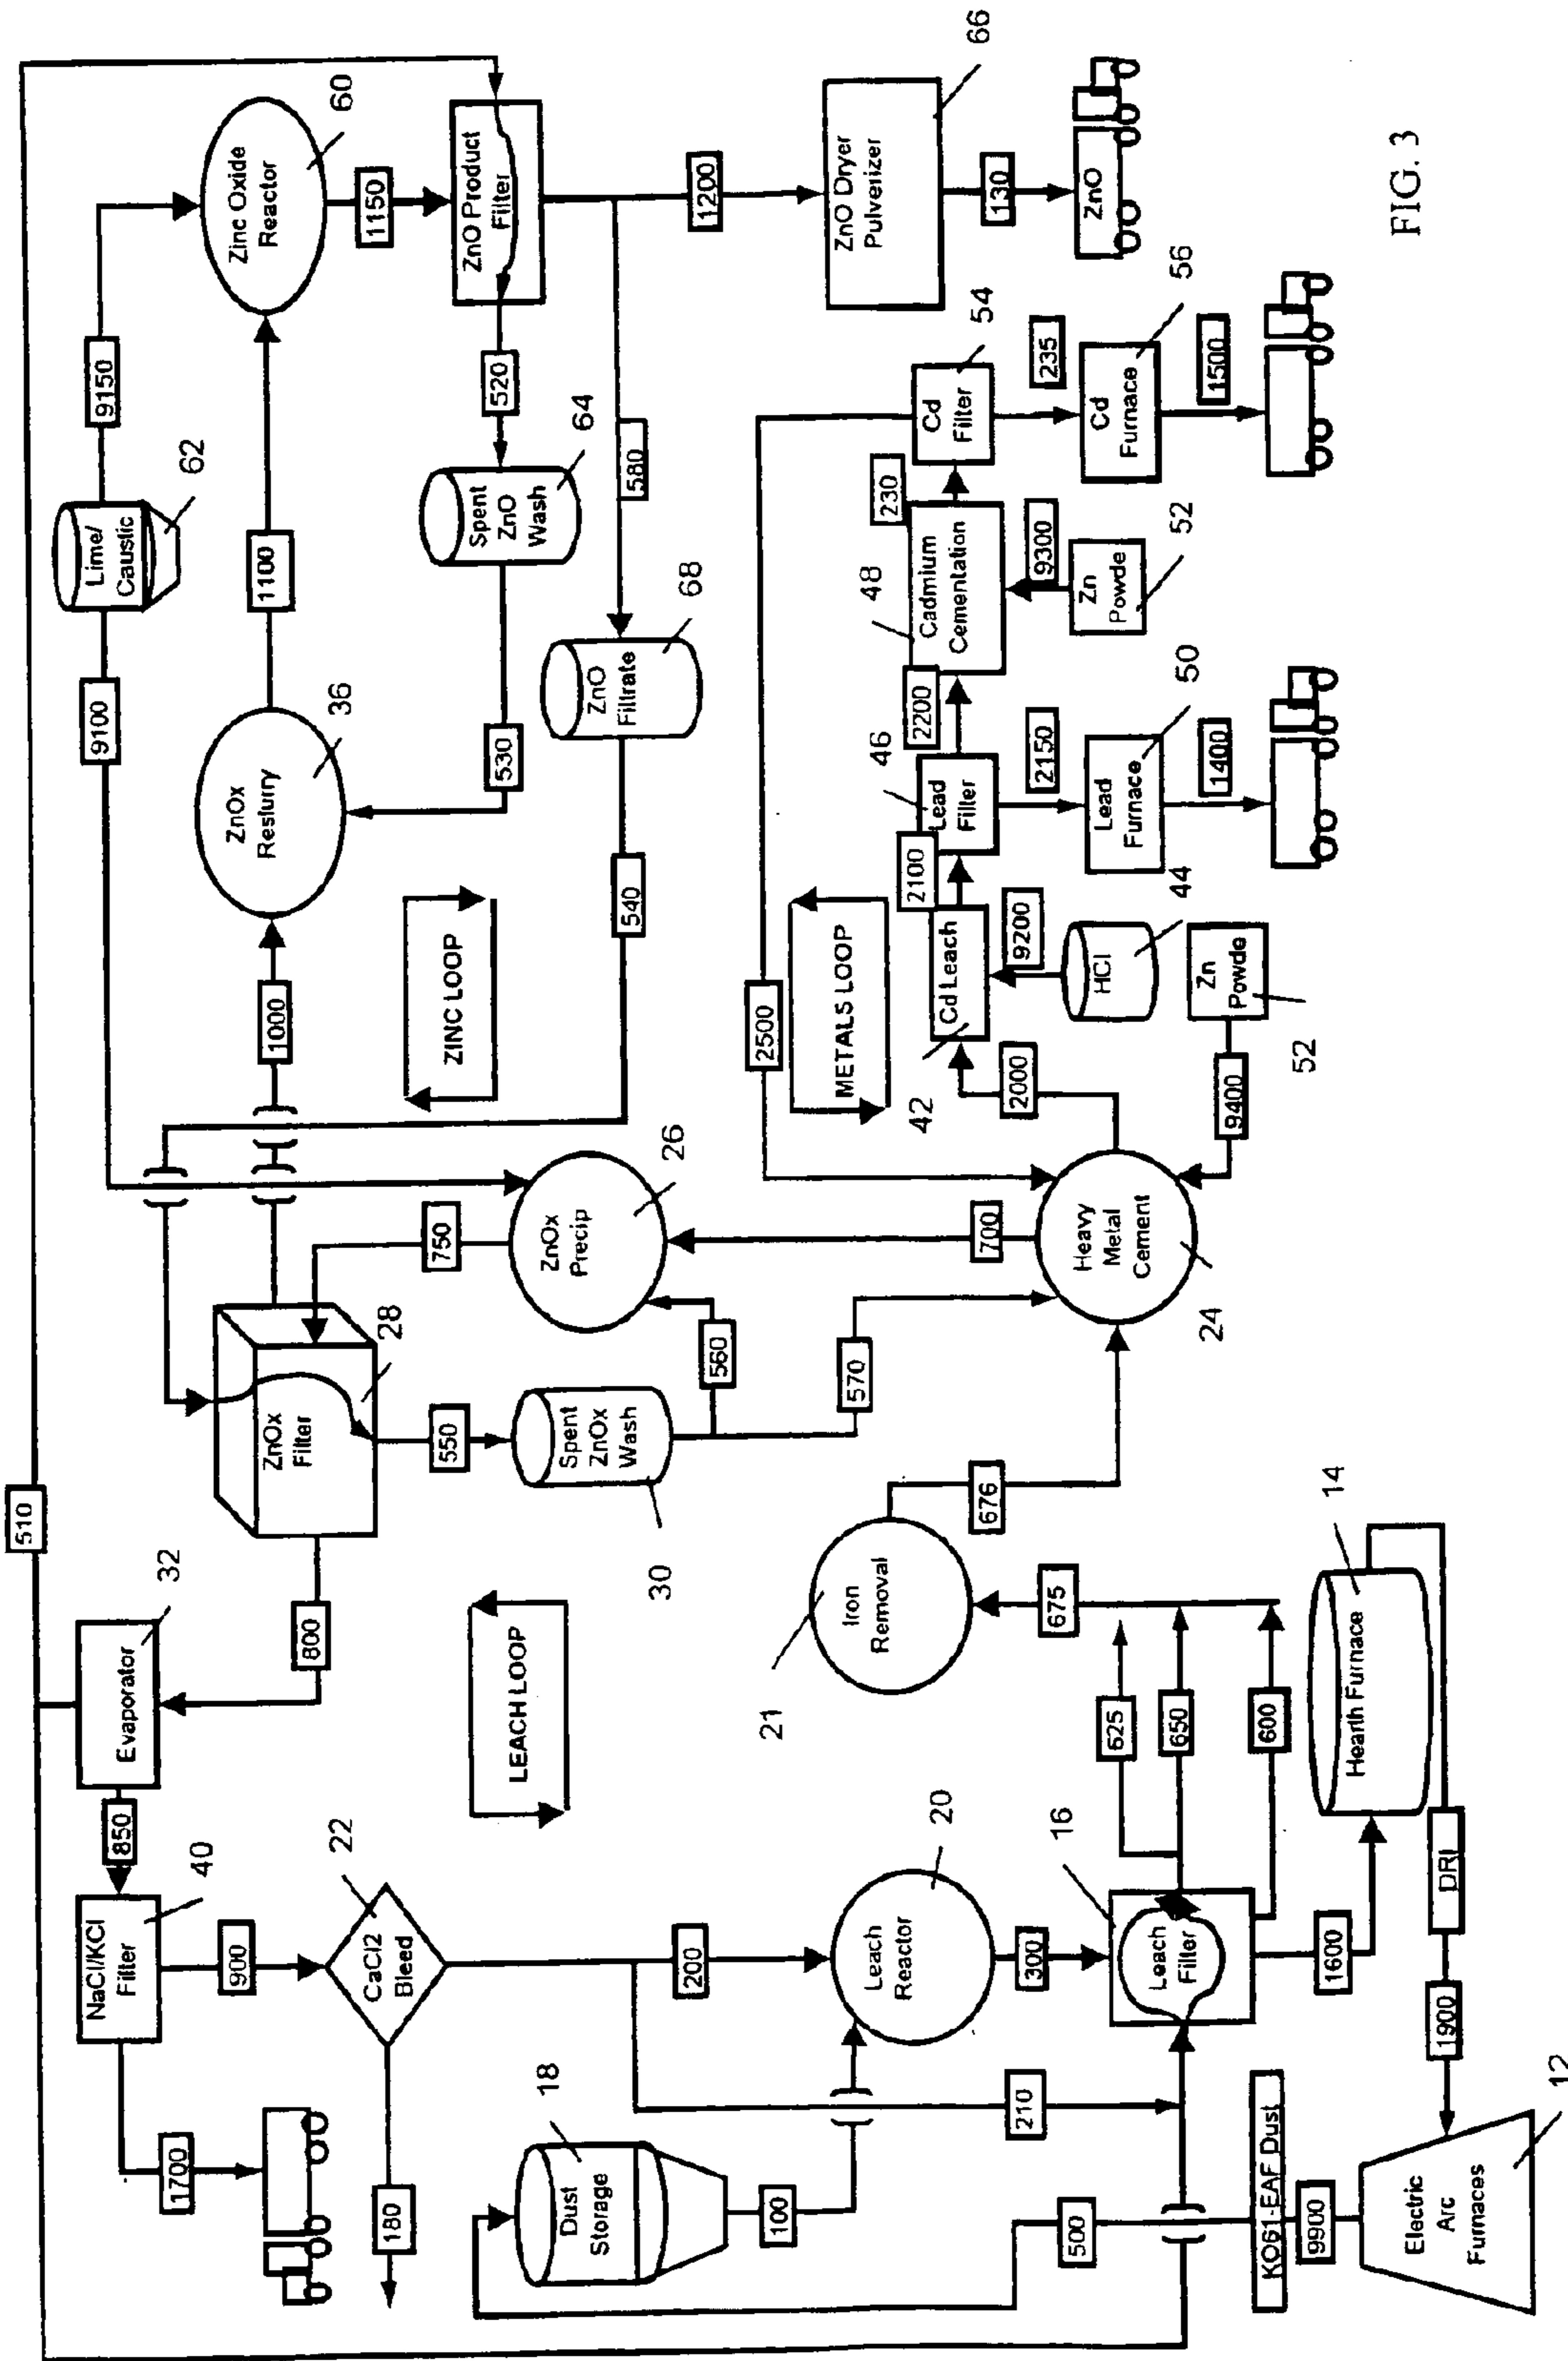 510
Evaporator
32
NaCl/KCl
Filter
850
40
1700
900
CaCl2
Bleed
22
180
800
ZnOx
Filter
28
550
Spent
ZnOx
Wash
30
560
570
750
ZnOx
Precip
26
LEACH LOOP
Dust
Storage
18
100
200
210
Leach
Reactor
20
300
Leach
Filler
16
500
KO61-EAF Dust
9900
Electric
Arc
Furnaces
12
1900
DRI
1600
Hearth Furnace
14
600
650
625
675
Iron
Removal
21
676
Heavy
Metal
Cement
24
700
1000
ZnOx
Reslurry
36
1100
9100
Lime/
Caustic
62
9150
Zinc Oxide
Reactor
60
1150
ZnO Product
Filter
520
Spent
ZnO
Wash
64
530
580
ZnO
Filtrate
68
540
ZINC LOOP
1200
ZnO Dryer
Pulverizer
66
130
ZnO
2500
METALS LOOP
2000
Cd Leach
42
9200
HCl
44
2100
Lead
Filter
46
2150
Lead
Furnace
50
1400
2200
Cadmium
Cementation
48
9300
Zn
Powde
52
230
Cd
Filter
54
235
Cd
Furnace
56
1500
Zn
Powde
52
9400
FIG. 3